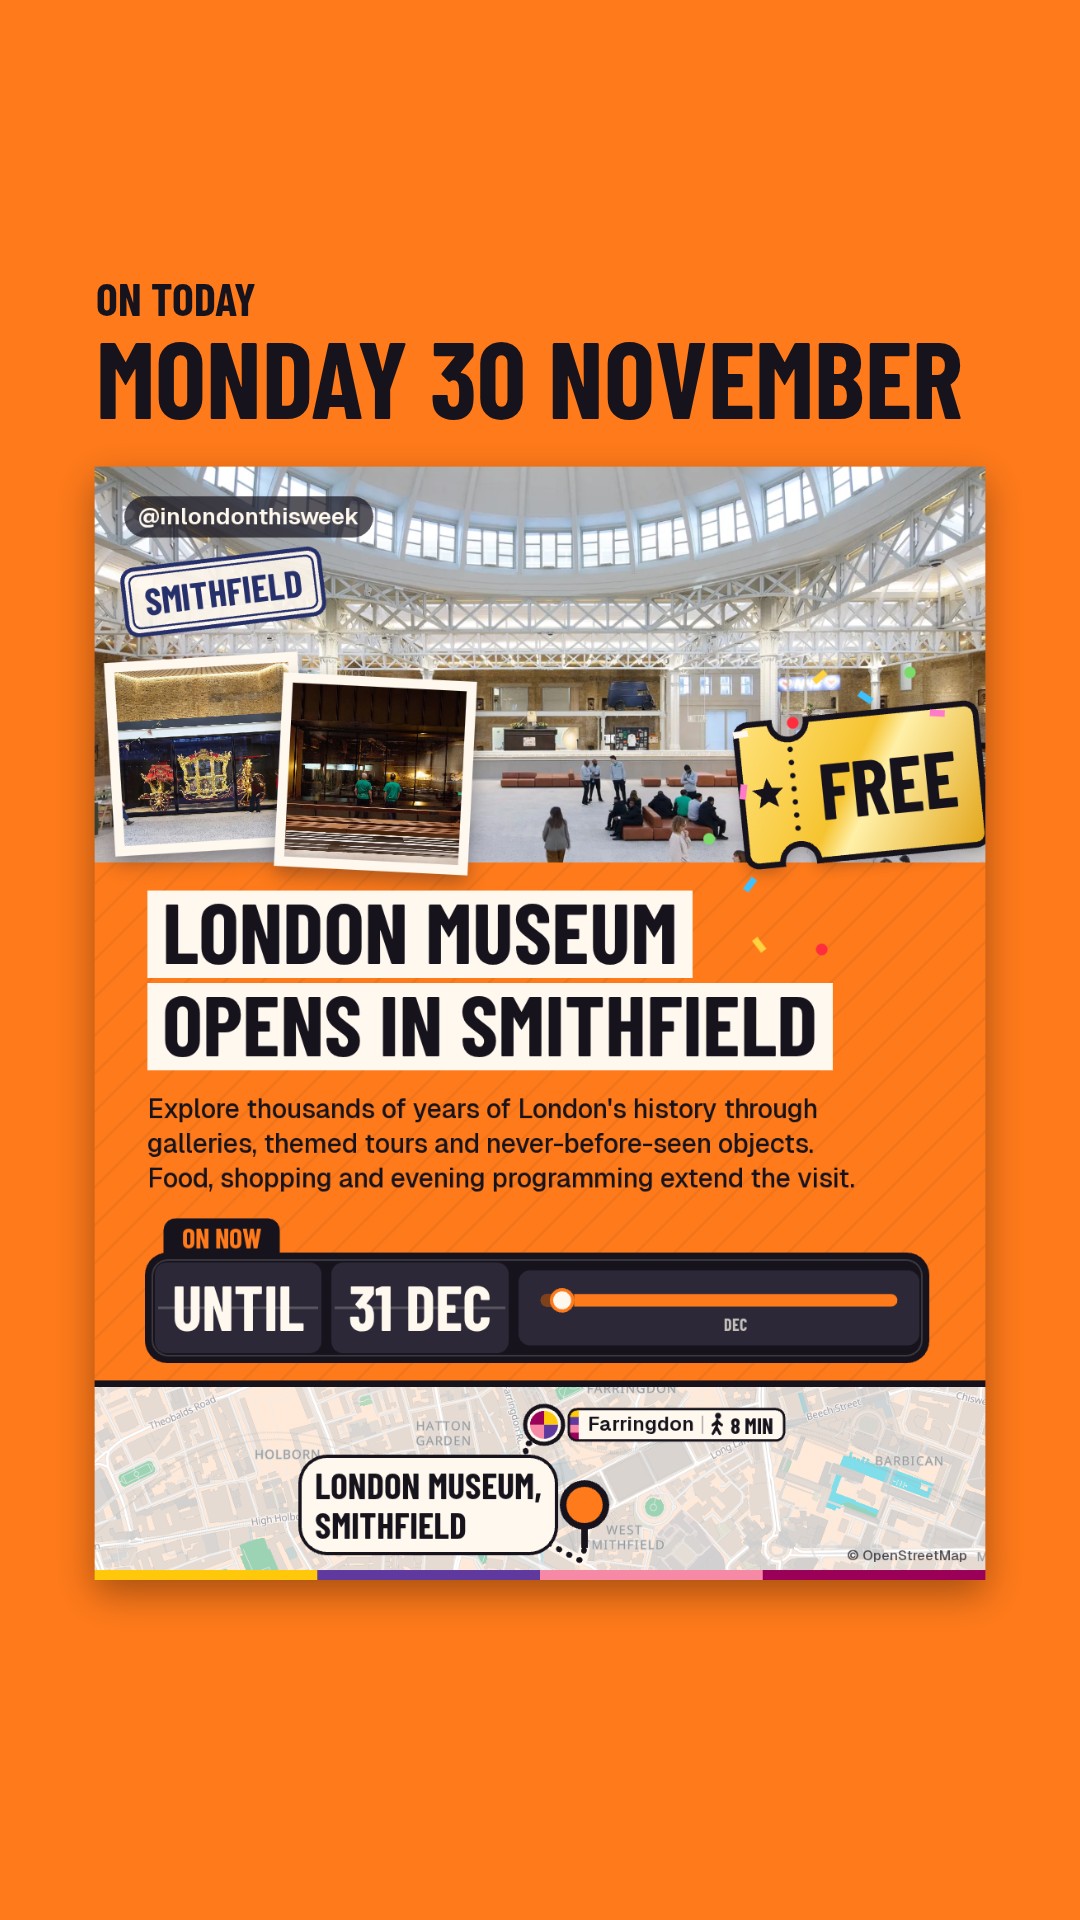 ON TODAY
MONDAY 30 NOVEMBER
@inlondonthisweek
SMITHFIELD
FREE
LONDON MUSEUM
OPENS IN SMITHFIELD
Explore thousands of years of London's history through
galleries, themed tours and never-before-seen objects.
Food, shopping and evening programming extend the visit.
ON NOW
UNTIL
31 DEC
DEC
FARRINGDON
Theobalds Road
HATTON
GARDEN
Farringdon
8 MIN
Beech Street
HOLBORN
BARBICAN
LONDON MUSEUM,
SMITHFIELD
WEST
© OpenStreetMap